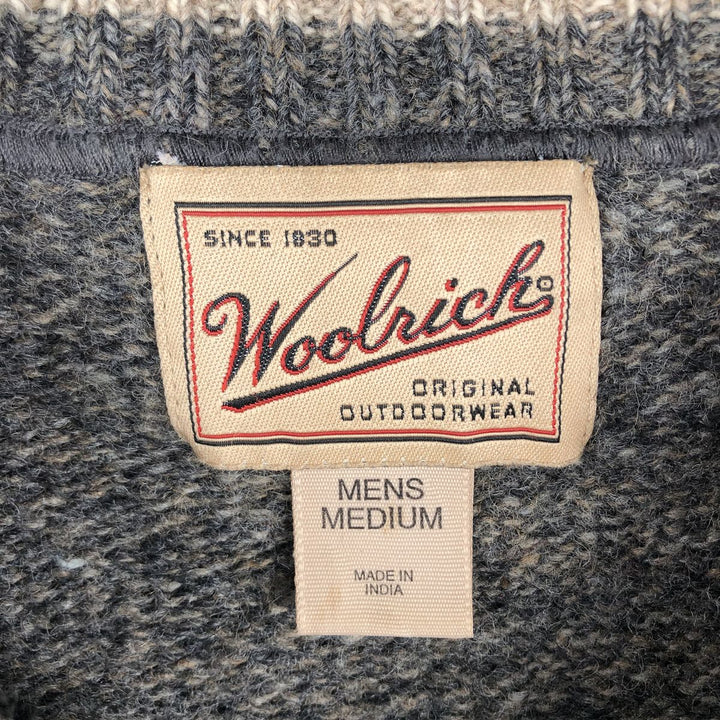 SINCE 1830
Woolrich
ORIGINAL
OUTDOORWEAR
MENS
MEDIUM
MADE IN
INDIA